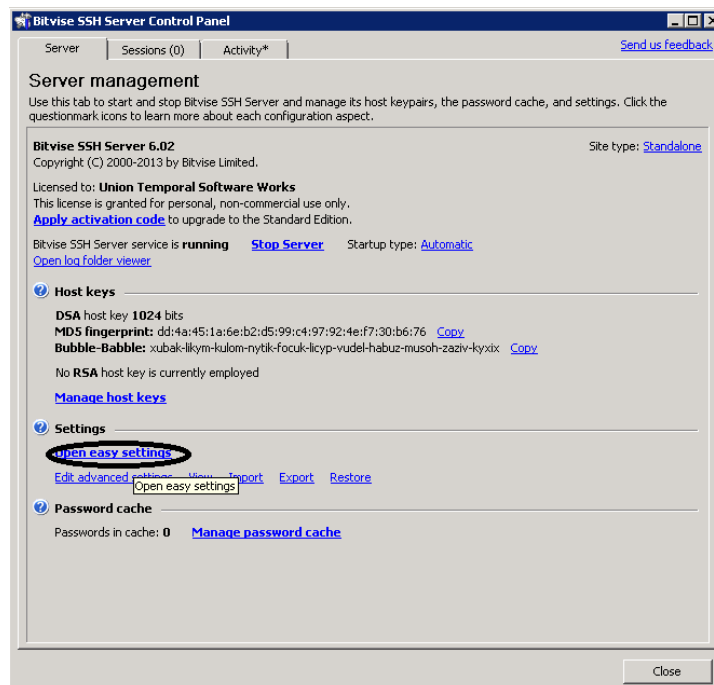 Bitvise SSH Server Control Panel
Server Sessions (0) Activity* Send us feedback
Server management
Use this tab to start and stop Bitvise SSH Server and manage its host keypairs, the password cache, and settings. Click the
questionmark icons to learn more about each configuration aspect.
Bitvise SSH Server 6.02 Site type: Standalone
Copyright (C) 2000-2013 by Bitvise Limited.
Licensed to: Union Temporal Software Works
This license is granted for personal, non-commercial use only.
Apply activation code to upgrade to the Standard Edition.
Bitvise SSH Server service is running Stop Server Startup type: Automatic
Open log folder viewer
Host keys
DSA host key 1024 bits
MD5 fingerprint: dd:4a:45:1a:6e:b2:d5:99:c4:97:92:4e:f7:30:b6:76 Copy
Bubble-Babble: xubak-likym-kulom-nytik-focuk-licyp-vudel-habuz-musoh-zaziv-kyxix Copy
No RSA host key is currently employed
Manage host keys
Settings
Open easy settings
Edit advanced settings View Import Export Restore
Open easy settings
Password cache
Passwords in cache: 0 Manage password cache
Close